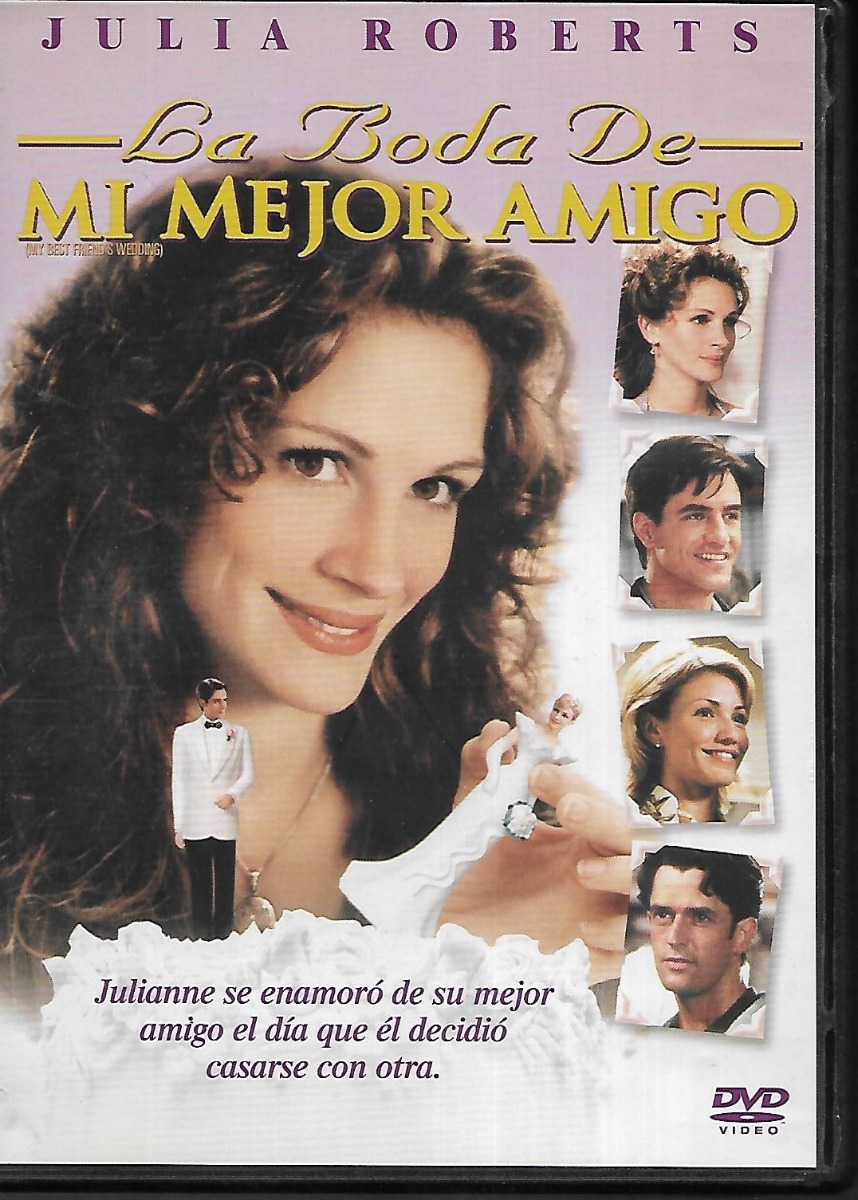 JULIA ROBERTS
La Boda De
MI MEJOR AMIGO
(MY BEST FRIEND'S WEDDING)
Julianne se enamoró de su mejor
amigo el día que él decidió
casarse con otra.
DVD
VIDEO